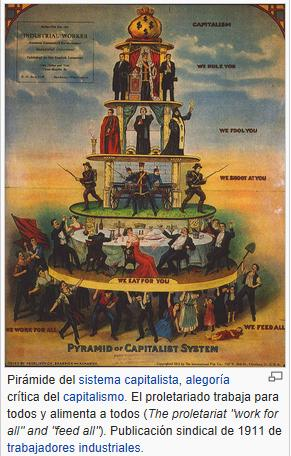 CAPITALISM
INDUSTRIAL WORKER
WE RULE YOU
WE FOOL YOU
WE SHOOT AT YOU
WE EAT FOR YOU
WE WORK FOR ALL
WE FEED ALL
PYRAMID OF CAPITALIST SYSTEM
Pirámide del sistema capitalista, alegoría
crítica del capitalismo. El proletariado trabaja para
todos y alimenta a todos (The proletariat "work for
all" and "feed all"). Publicación sindical de 1911 de
trabajadores industriales.